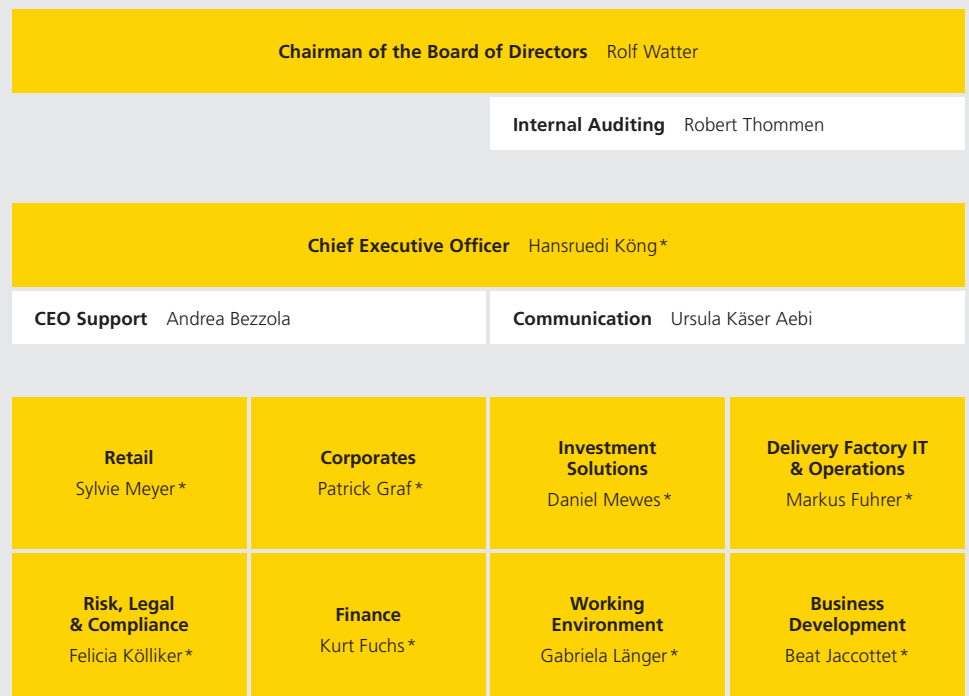 Chairman of the Board of Directors Rolf Watter
Internal Auditing Robert Thommen
Chief Executive Officer Hansruedi Köng*
CEO Support Andrea Bezzola
Communication Ursula Käser Aebi
Retail
Sylvie Meyer*
Corporates
Patrick Graf*
Investment
Solutions
Daniel Mewes*
Delivery Factory IT
& Operations
Markus Fuhrer*
Risk, Legal
& Compliance
Felicia Kölliker*
Finance
Kurt Fuchs*
Working
Environment
Gabriela Länger*
Business
Development
Beat Jaccottet*